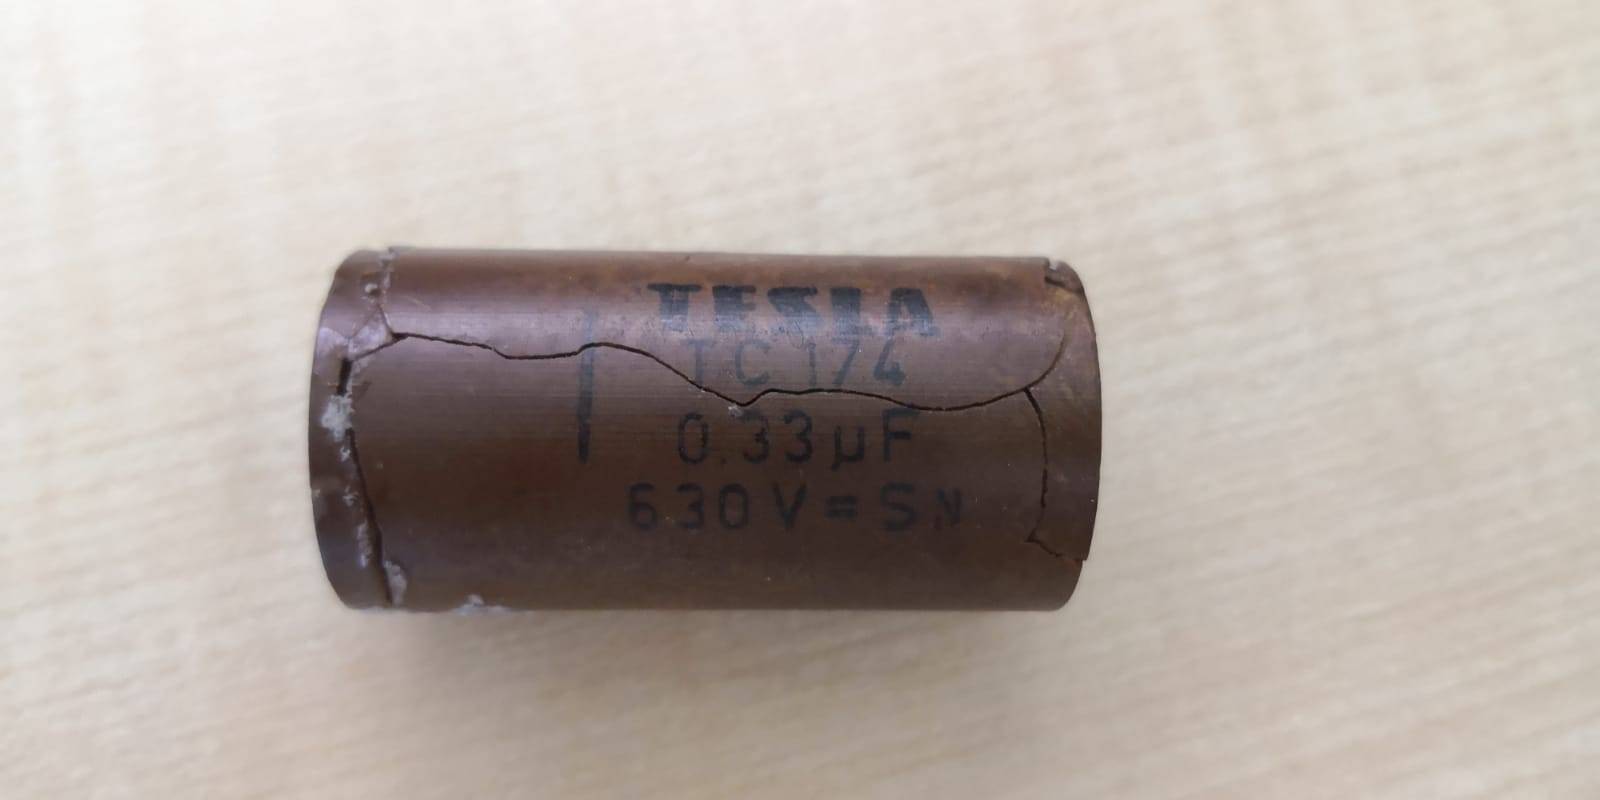 TESLA
TC 174
0.33µF
630V=SN